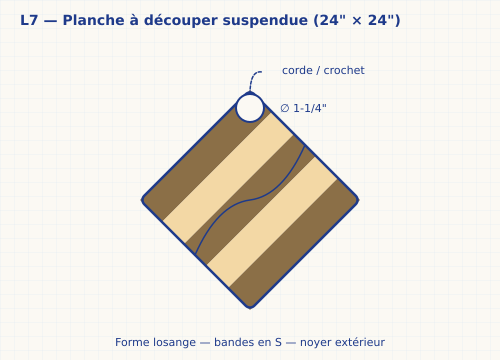 L7 — Planche à découper suspendue (24" × 24")
corde / crochet
∅ 1-1/4"
Forme losange — bandes en S — noyer extérieur